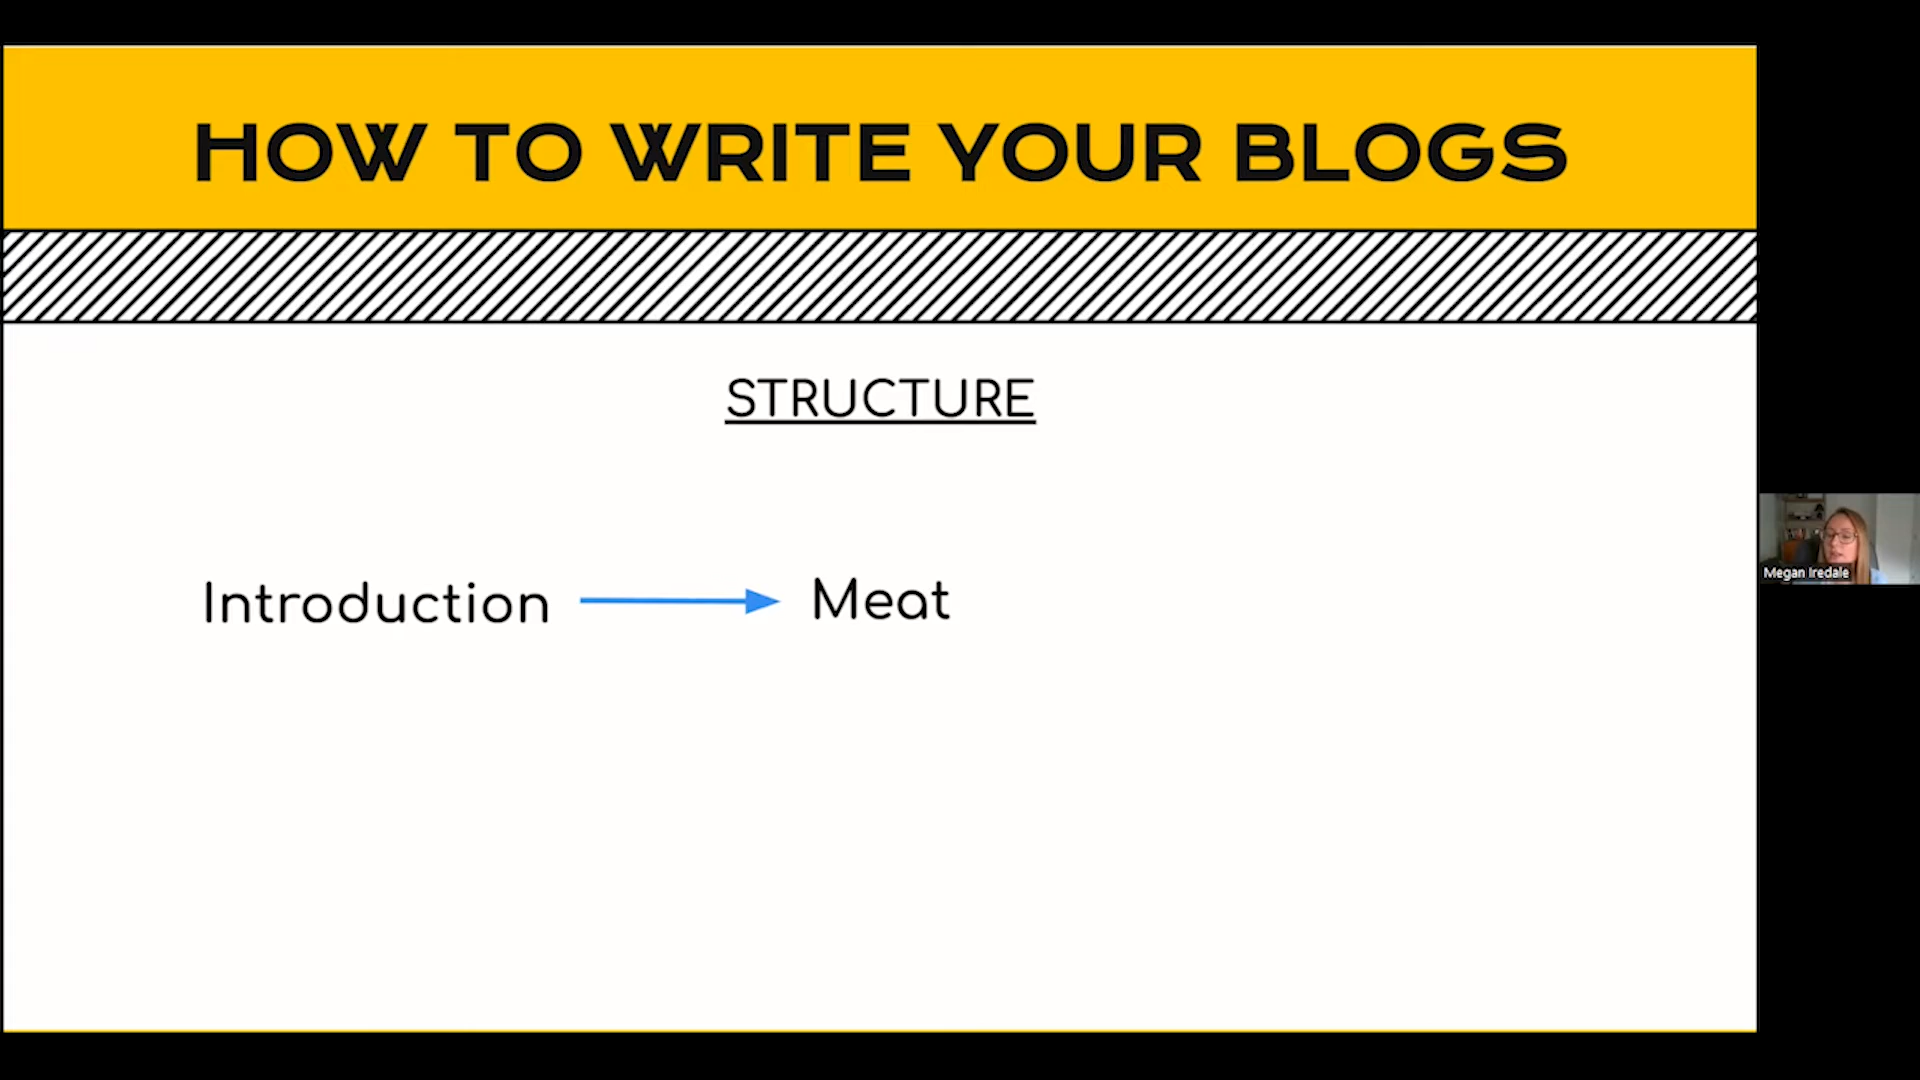 HOW TO WRITE YOUR BLOGS
STRUCTURE
Introduction
Meat
Megan Iredale